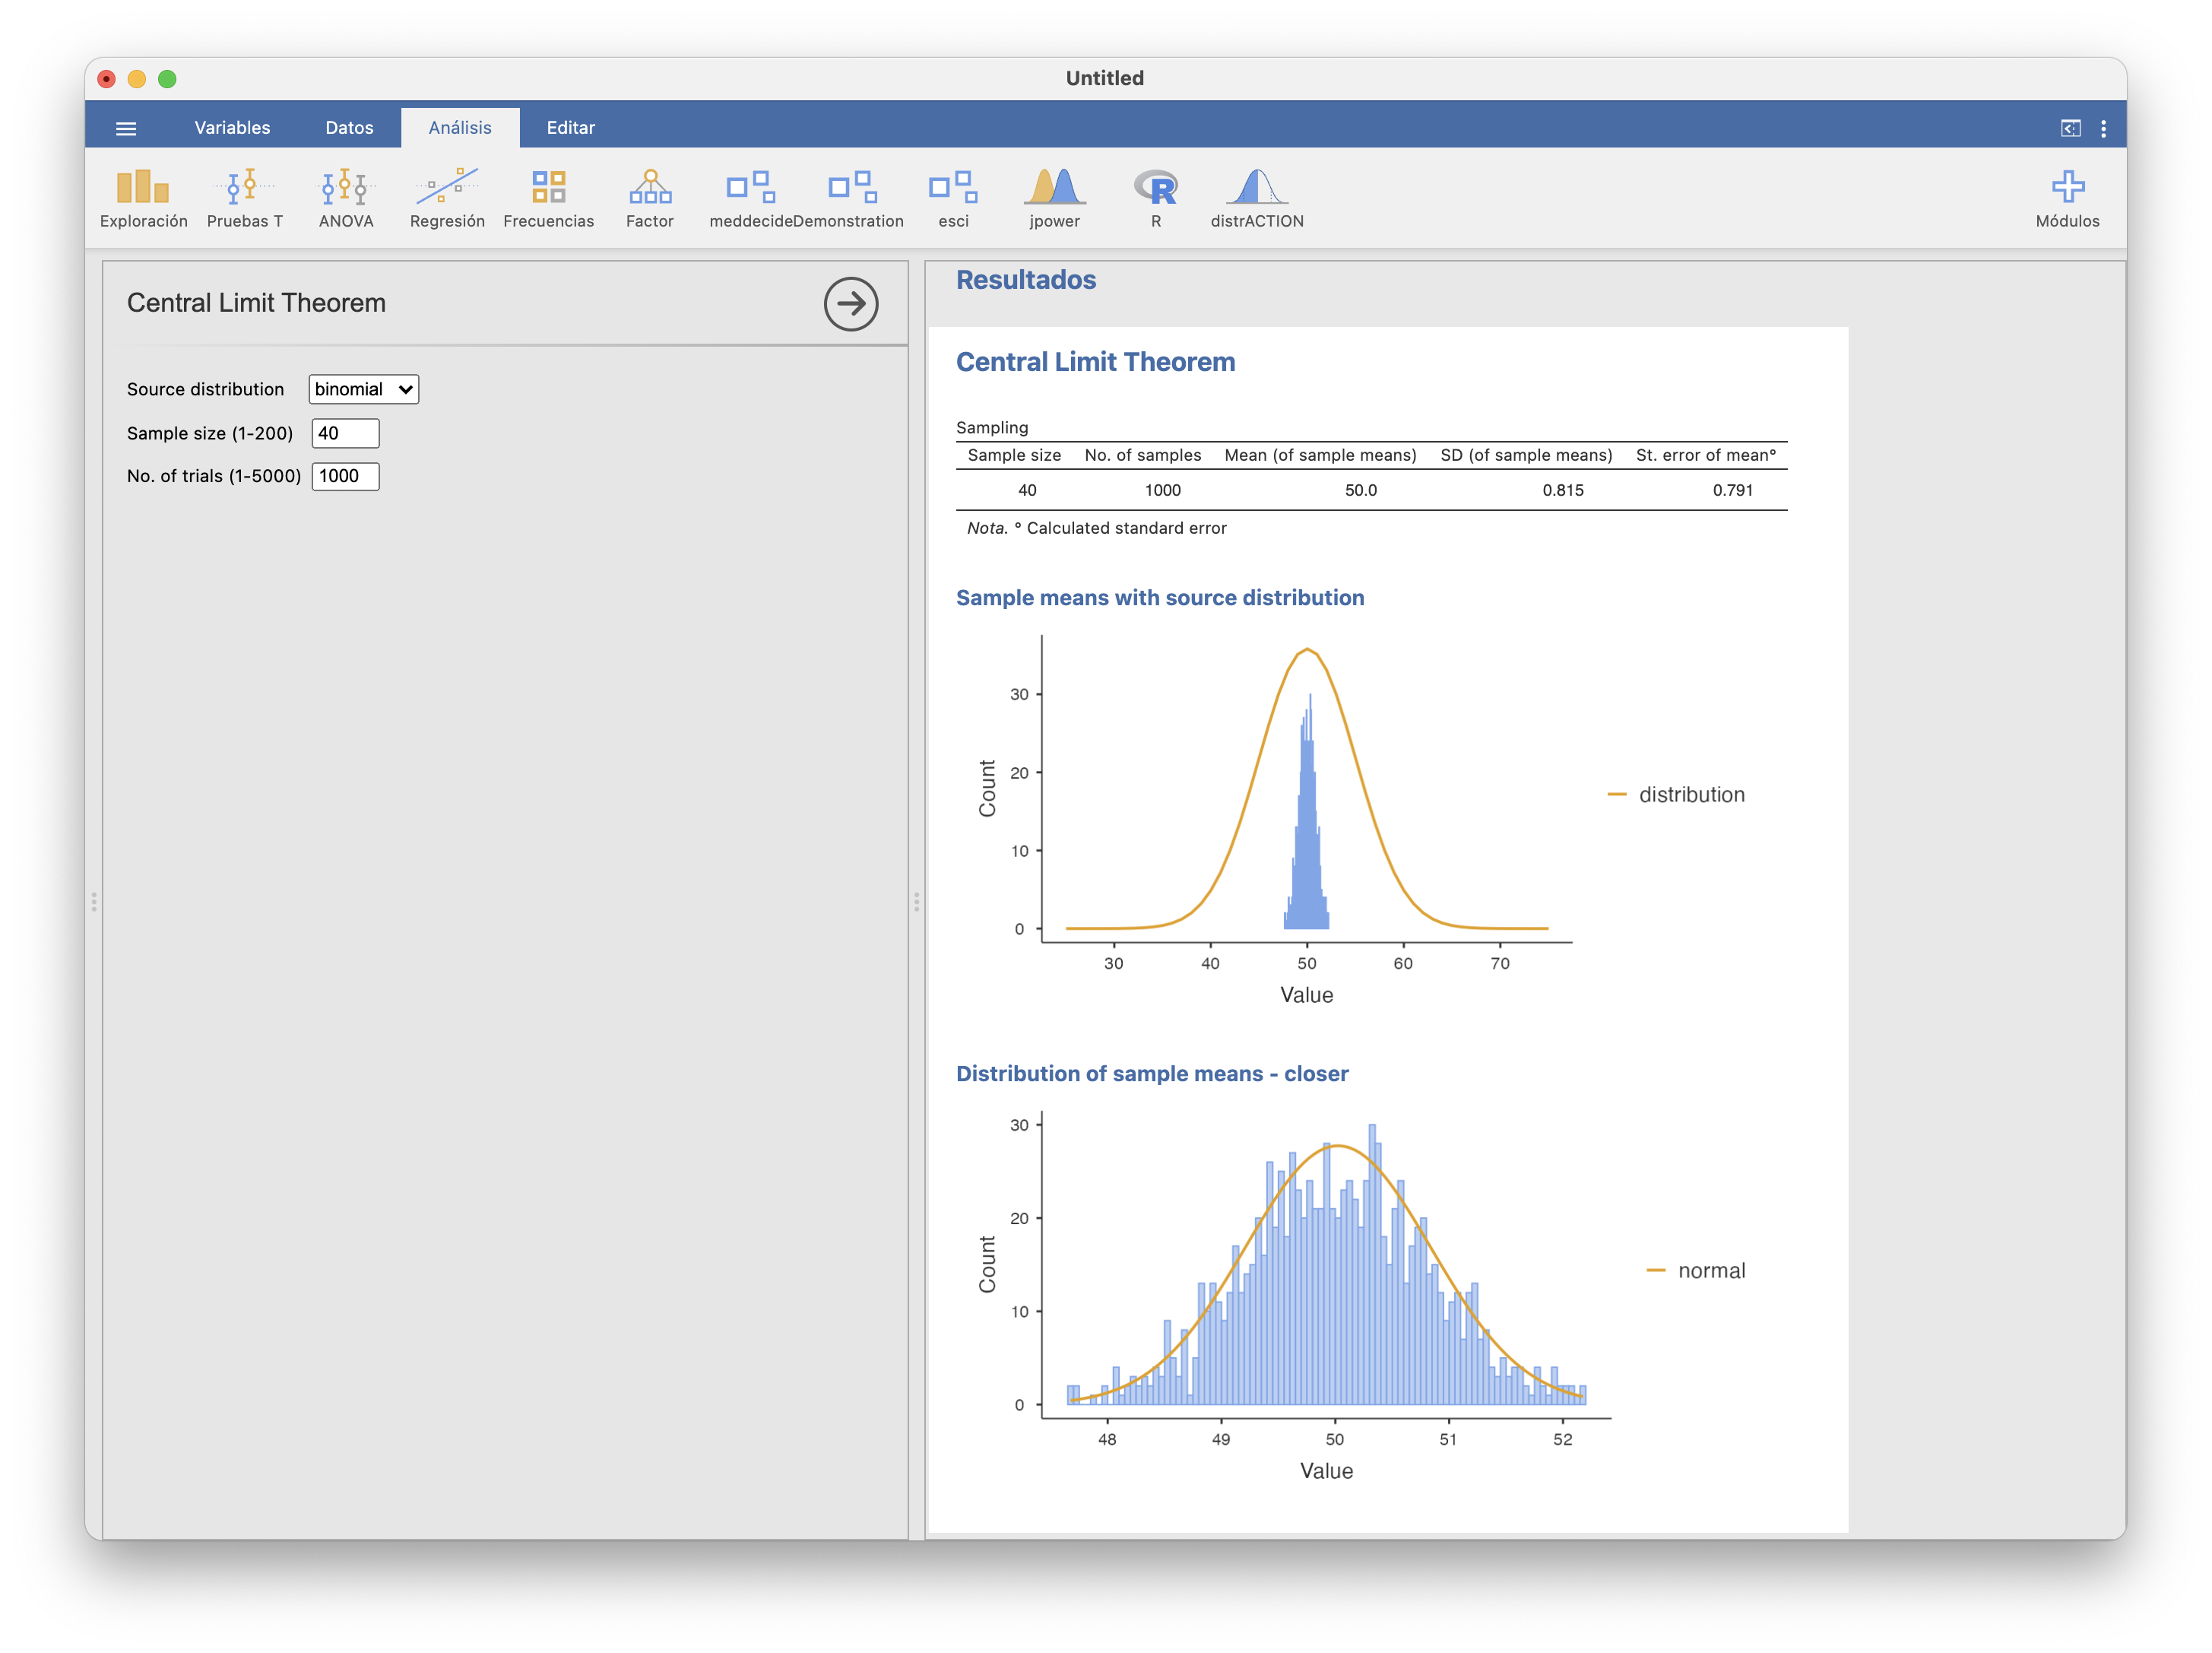 Untitled
Variables Datos Análisis Editar
Exploración Pruebas T ANOVA Regresión Frecuencias Factor meddecide Demonstration esci jpower R distrACTION Módulos
Central Limit Theorem
Source distribution binomial
Sample size (1-200) 40
No. of trials (1-5000) 1000
Resultados
Central Limit Theorem
Sampling
Sample size No. of samples Mean (of sample means) SD (of sample means) St. error of mean°
40 1000 50.0 0.815 0.791
Nota. ° Calculated standard error
Sample means with source distribution
30
20
10
0
Count
30 40 50 60 70
Value
distribution
Distribution of sample means - closer
30
20
10
0
Count
48 49 50 51 52
Value
normal